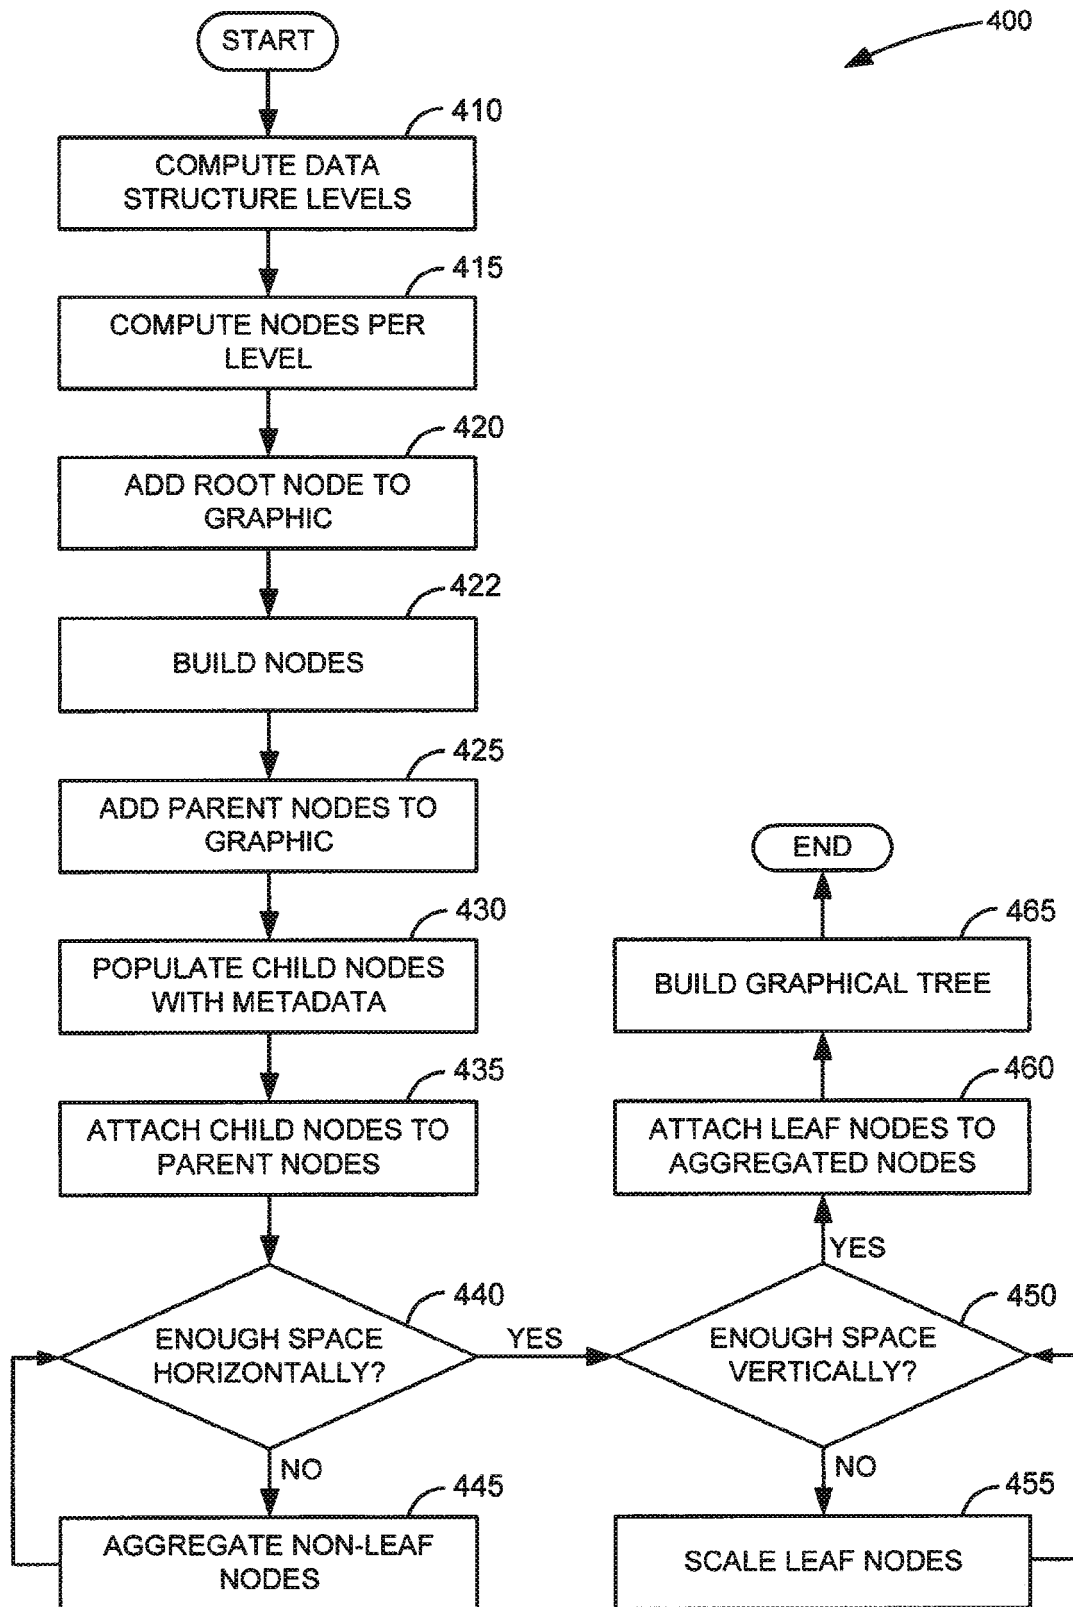 START
400
410
COMPUTE DATA
STRUCTURE LEVELS
415
COMPUTE NODES PER
LEVEL
420
ADD ROOT NODE TO
GRAPHIC
422
BUILD NODES
425
ADD PARENT NODES TO
GRAPHIC
430
POPULATE CHILD NODES
WITH METADATA
435
ATTACH CHILD NODES TO
PARENT NODES
440
ENOUGH SPACE
HORIZONTALLY?
YES
NO
445
AGGREGATE NON-LEAF
NODES
450
ENOUGH SPACE
VERTICALLY?
NO
455
SCALE LEAF NODES
YES
460
ATTACH LEAF NODES TO
AGGREGATED NODES
465
BUILD GRAPHICAL TREE
END